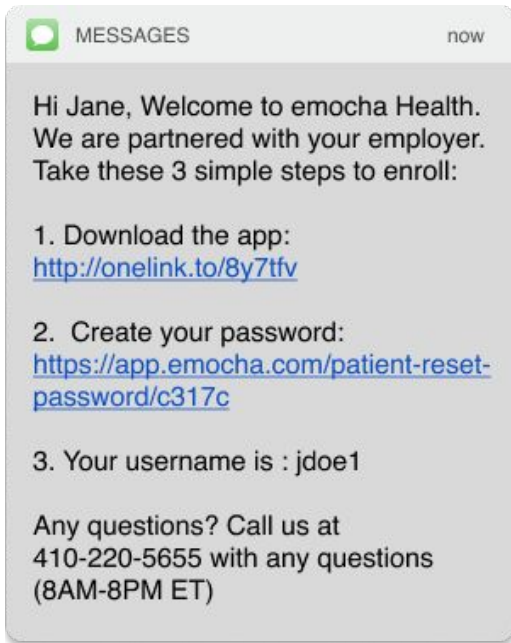 MESSAGES now
Hi Jane, Welcome to emocha Health.
We are partnered with your employer.
Take these 3 simple steps to enroll:
1. Download the app:
http://onelink.to/8y7tfv
2.  Create your password:
https://app.emocha.com/patient-reset-
password/c317c
3. Your username is : jdoe1
Any questions? Call us at
410-220-5655 with any questions
(8AM-8PM ET)